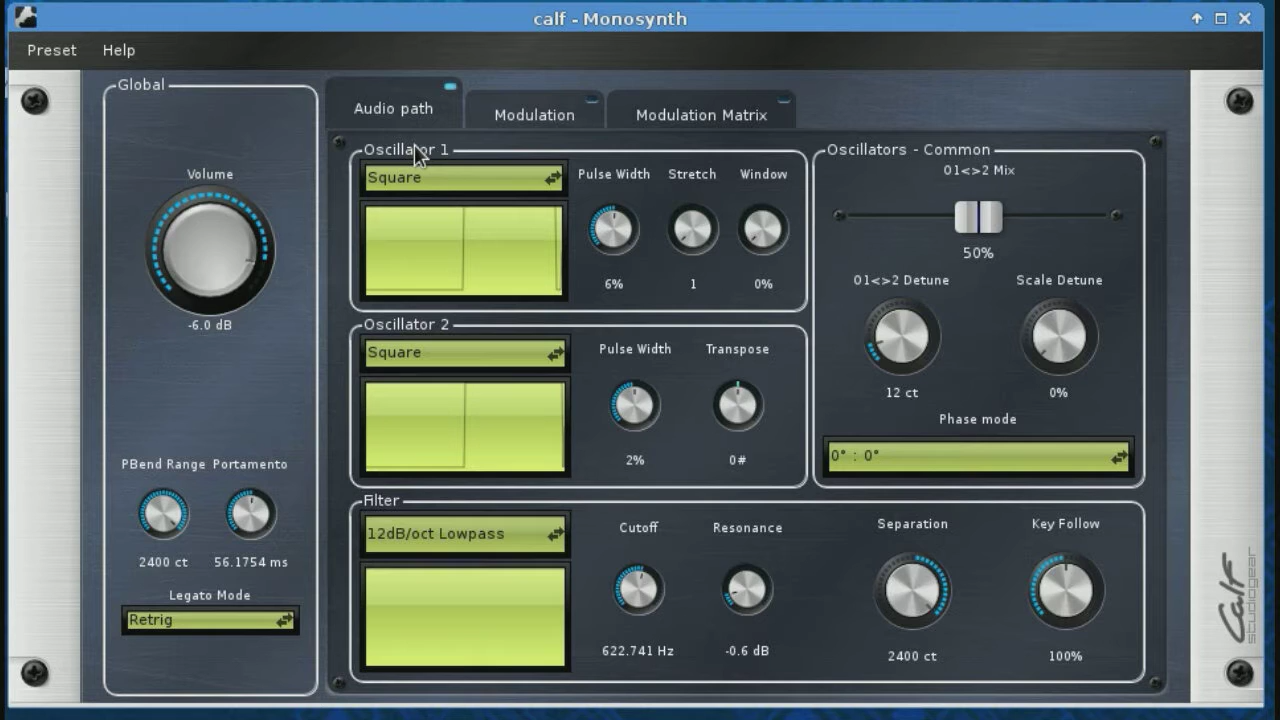 calf - Monosynth
Preset Help
Global
Volume
-6.0 dB
PBend Range Portamento
2400 ct 56.1754 ms
Legato Mode
Retrig
Audio path Modulation Modulation Matrix
Oscillator 1
Square
Pulse Width Stretch Window
6% 1 0%
Oscillator 2
Square
Pulse Width Transpose
2% 0#
Oscillators - Common
O1<>2 Mix
50%
O1<>2 Detune Scale Detune
12 ct 0%
Phase mode
0° : 0°
Filter
12dB/oct Lowpass
Cutoff Resonance Separation Key Follow
622.741 Hz -0.6 dB 2400 ct 100%
Calf
studiogear